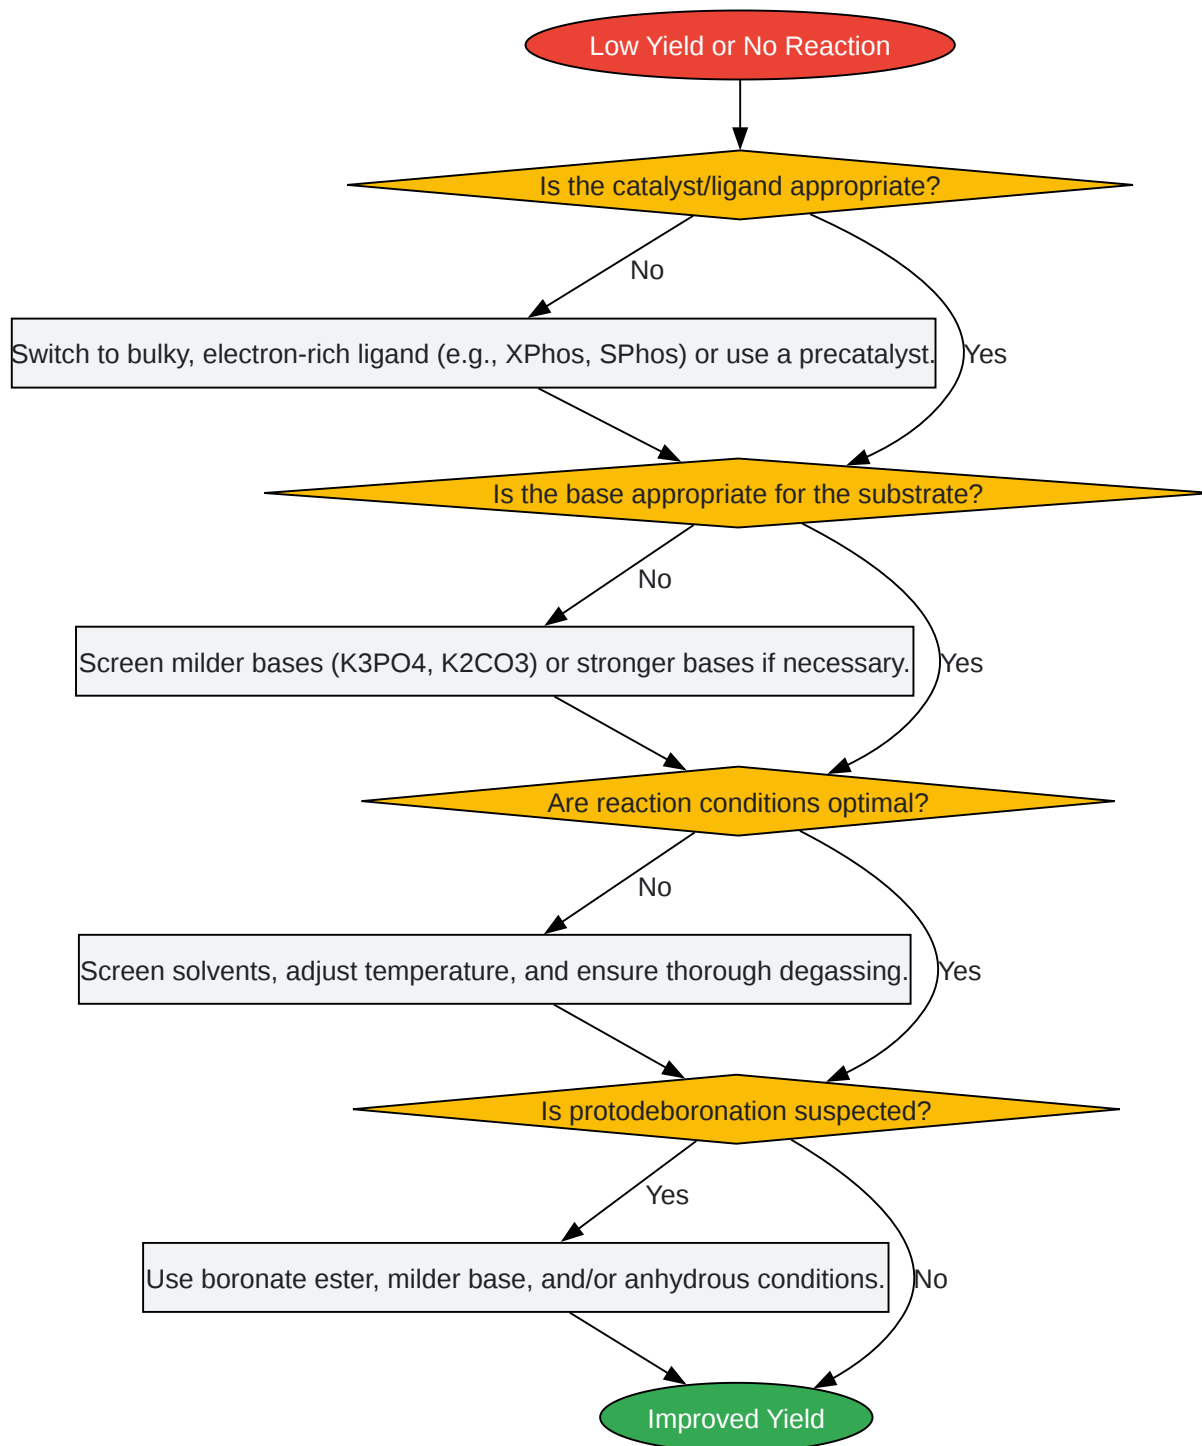 Low Yield or No Reaction
Is the catalyst/ligand appropriate?
No
Switch to bulky, electron-rich ligand (e.g., XPhos, SPhos) or use a precatalyst.
Yes
Is the base appropriate for the substrate?
No
Screen milder bases (K3PO4, K2CO3) or stronger bases if necessary.
Yes
Are reaction conditions optimal?
No
Screen solvents, adjust temperature, and ensure thorough degassing.
Yes
Is protodeboronation suspected?
Yes
Use boronate ester, milder base, and/or anhydrous conditions.
No
Improved Yield